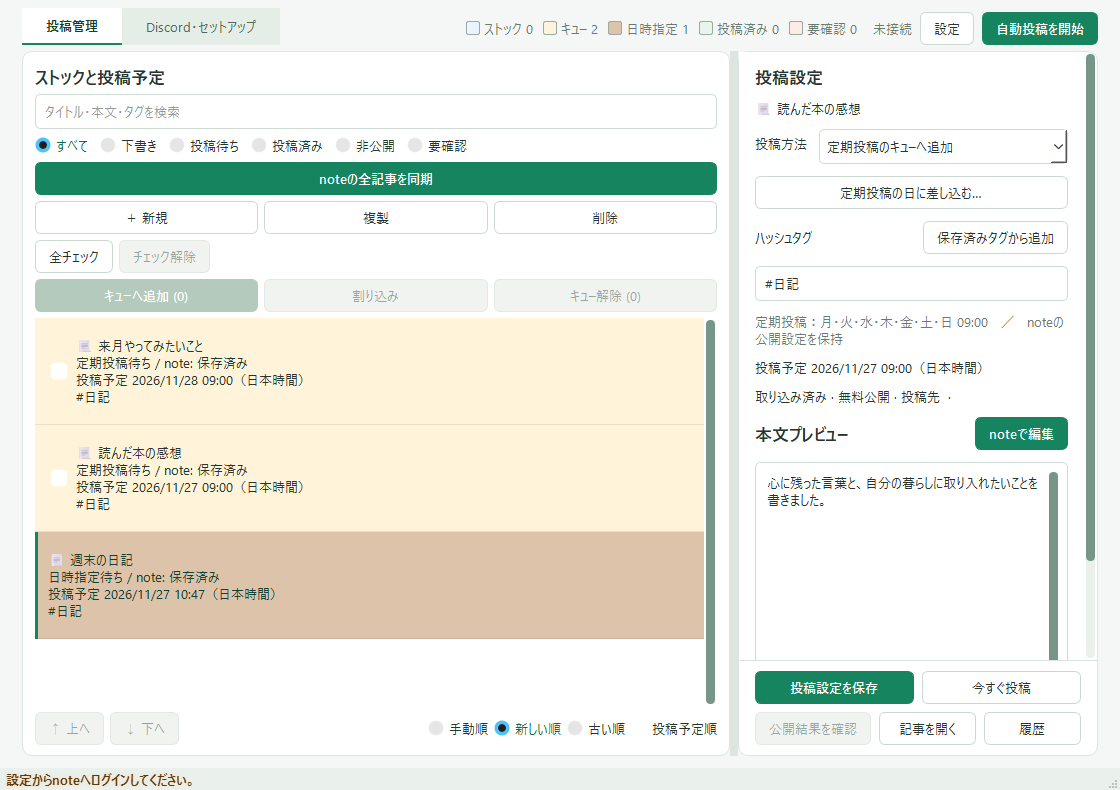 投稿管理
Discord・セットアップ
ストック 0
キュー 2
日時指定 1
投稿済み 0
要確認 0
未接続
設定
自動投稿を開始
ストックと投稿予定
タイトル・本文・タグを検索
すべて
下書き
投稿待ち
投稿済み
非公開
要確認
noteの全記事を同期
＋ 新規
複製
削除
全チェック
チェック解除
キューへ追加 (0)
割り込み
キュー解除 (0)
来月やってみたいこと
定期投稿待ち / note: 保存済み
投稿予定 2026/11/28 09:00（日本時間）
#日記
読んだ本の感想
定期投稿待ち / note: 保存済み
投稿予定 2026/11/27 09:00（日本時間）
#日記
週末の日記
日時指定待ち / note: 保存済み
投稿予定 2026/11/27 10:47（日本時間）
#日記
↑ 上へ
↓ 下へ
手動順
新しい順
古い順
投稿予定順
投稿設定
読んだ本の感想
投稿方法
定期投稿のキューへ追加
定期投稿の日に差し込む...
ハッシュタグ
保存済みタグから追加
#日記
定期投稿：月・火・水・木・金・土・日 09:00 ／ noteの
公開設定を保持
投稿予定 2026/11/27 09:00（日本時間）
取り込み済み · 無料公開 · 投稿先 ·
本文プレビュー
noteで編集
心に残った言葉と、自分の暮らしに取り入れたいことを
書きました。
投稿設定を保存
今すぐ投稿
公開結果を確認
記事を開く
履歴
設定からnoteへログインしてください。